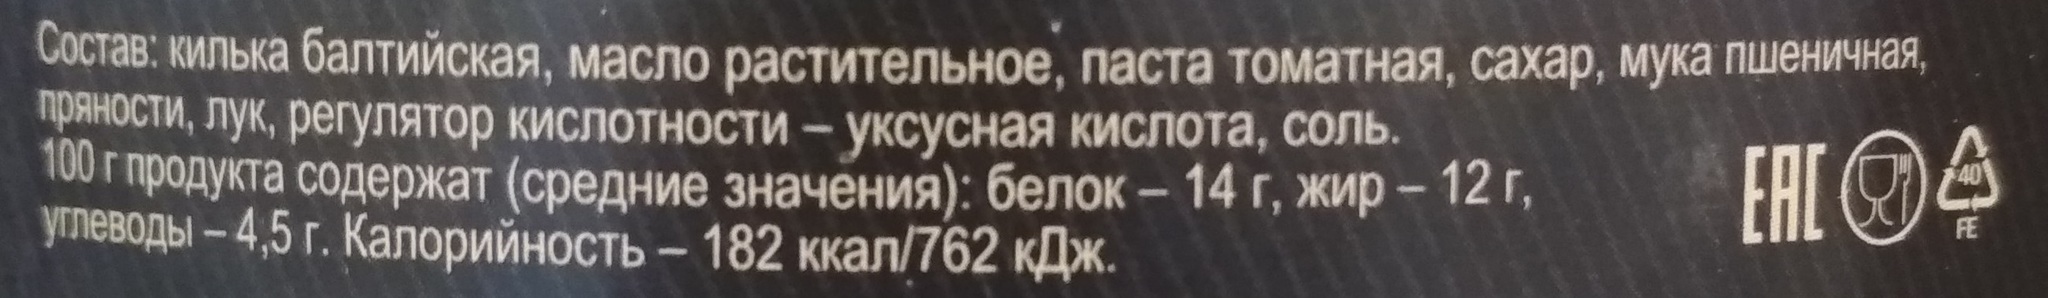 Состав: килька балтийская, масло растительное, паста томатная, сахар, мука пшеничная,
пряности, лук, регулятор кислотности – уксусная кислота, соль.
100 г продукта содержат (средние значения): белок – 14 г, жир – 12 г,
углеводы – 4,5 г. Калорийность – 182 ккал/762 кДж.
EAC
40
FE